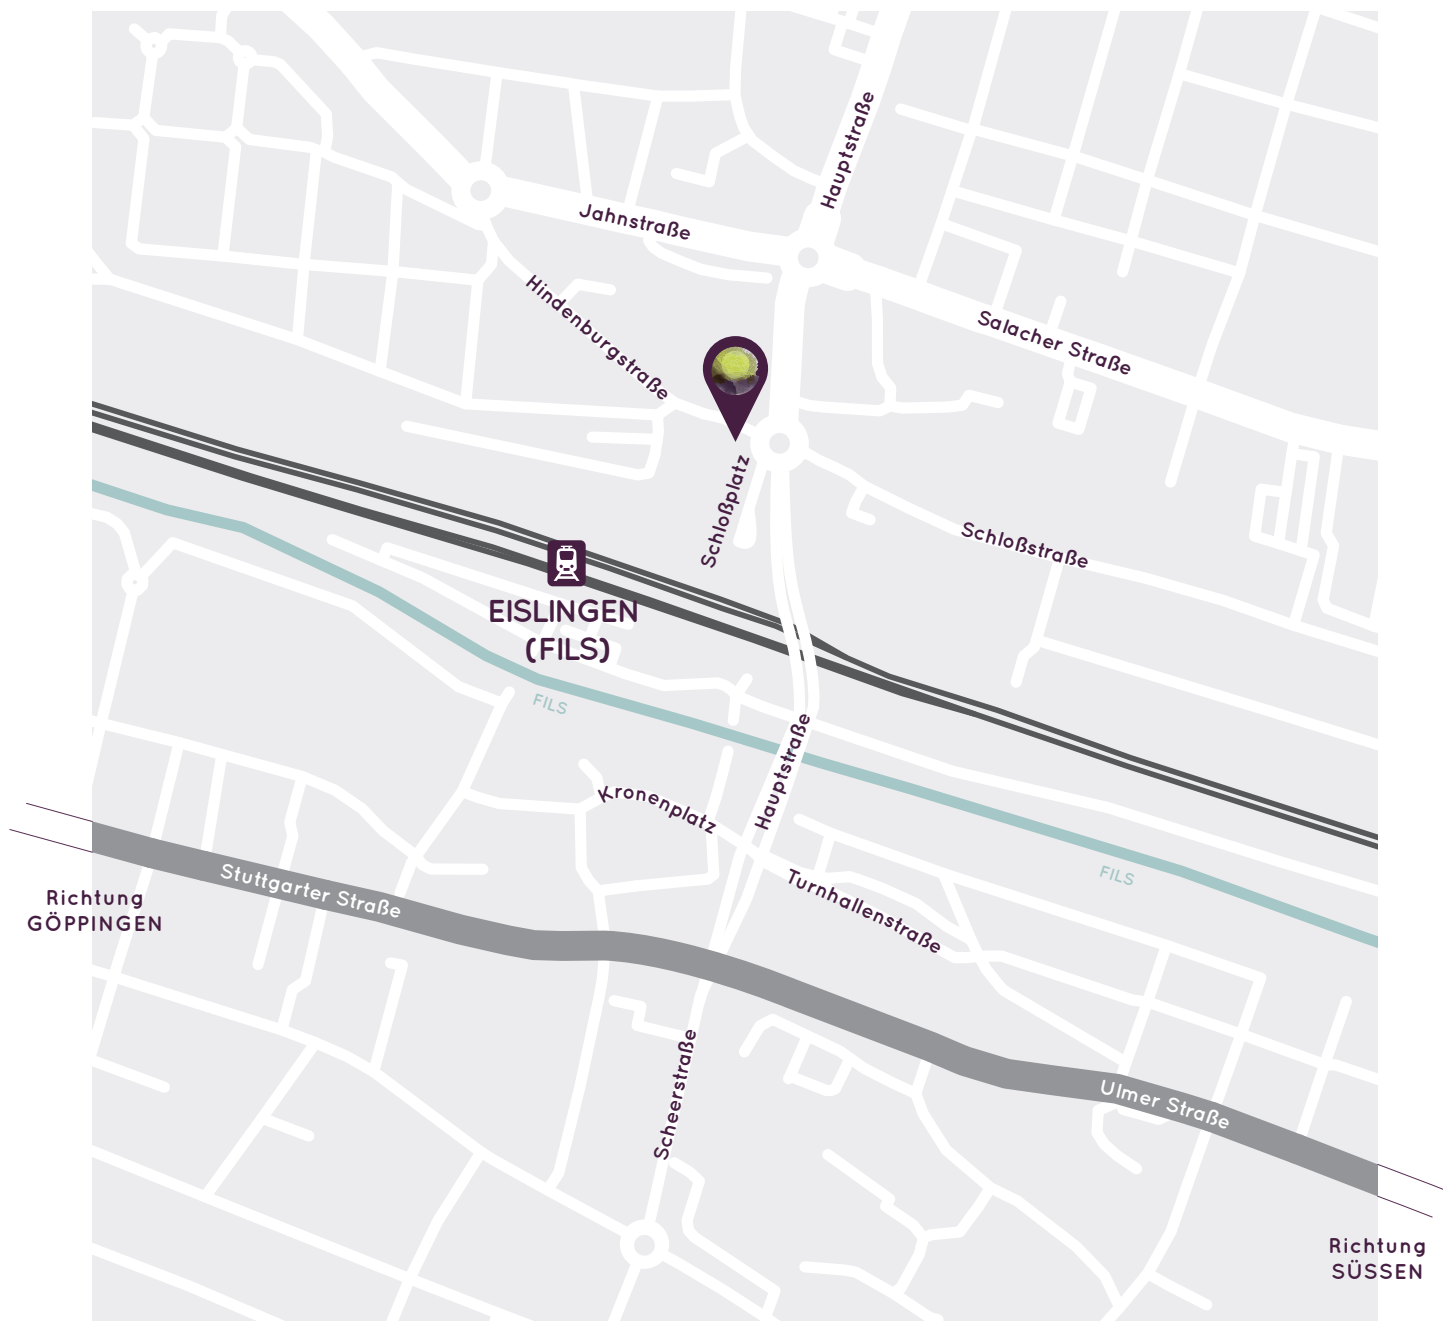 Hauptstraße
Jahnstraße
Hindenburgstraße
Salacher Straße
Schloßplatz
Schloßstraße
EISLINGEN
(FILS)
FILS
Hauptstraße
Kronenplatz
FILS
Turnhallenstraße
Stuttgarter Straße
Richtung
GÖPPINGEN
Scheerstraße
Ulmer Straße
Richtung
SÜSSEN